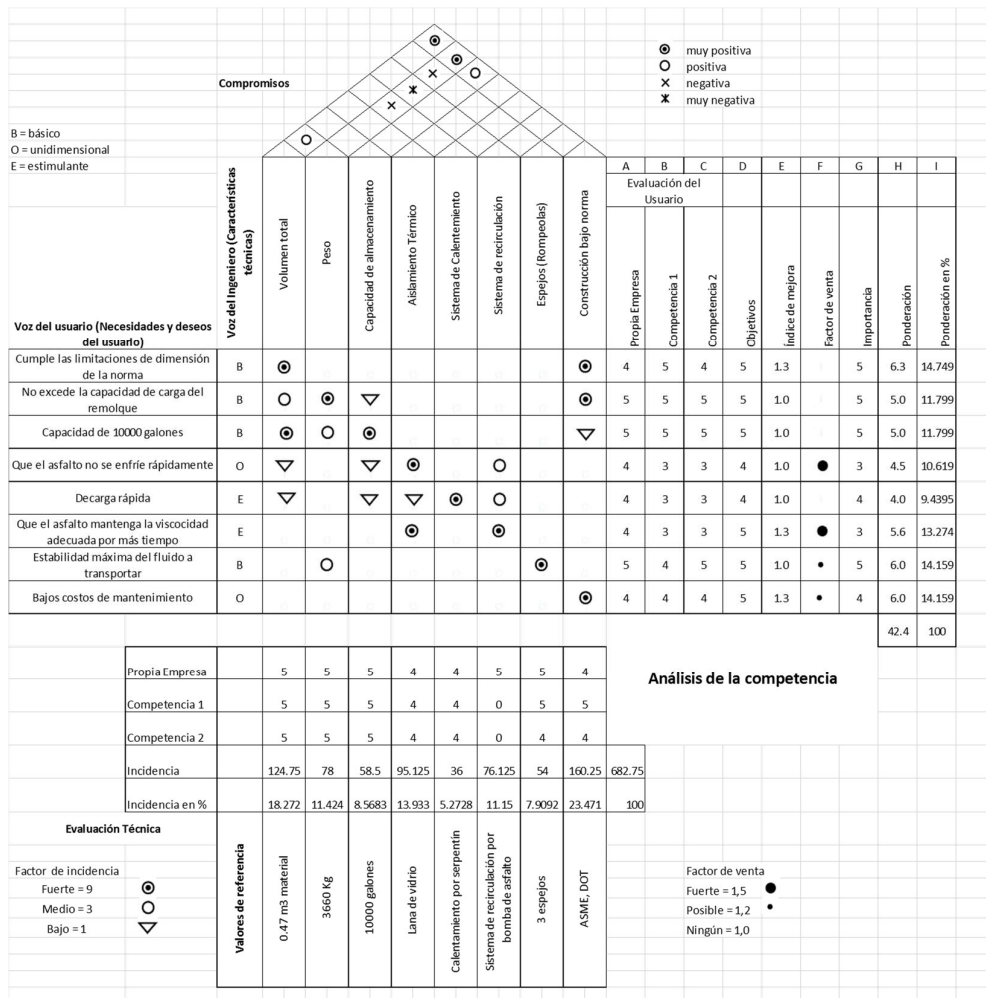 muy positiva
positiva
Compromisos
negativa
muy negativa
B = básico
O = unidimensional
E = estimulante
A B C D E F G H I
Evaluación del
Usuario
Voz del usuario (Necesidades y deseos
del usuario)
Voz del Ingeniero (Características
técnicas)
Volumen total
Peso
Capacidad de almacenamiento
Aislamiento Térmico
Sistema de Calentemiento
Sistema de recirculación
Espejos (Rompeolas)
Construcción bajo norma
Propia Empresa
Competencia 1
Competencia 2
Objetivos
Índice de mejora
Factor de venta
Importancia
Ponderación
Ponderación en %
Cumple las limitaciones de dimensión
de la norma
B 4 5 4 5 1.3 5 6.3 14.749
No excede la capacidad de carga del
remolque
B 5 5 5 5 1.0 5 5.0 11.799
Capacidad de 10000 galones B 5 5 5 5 1.0 5 5.0 11.799
Que el asfalto no se enfríe rápidamente O 4 3 3 4 1.0 3 4.5 10.619
Decarga rápida E 4 3 3 4 1.0 4 4.0 9.4395
Que el asfalto mantenga la viscocidad
adecuada por más tiempo
E 4 3 3 5 1.3 3 5.6 13.274
Estabilidad máxima del fluido a
transportar
B 5 4 5 5 1.0 5 6.0 14.159
Bajos costos de mantenimiento O 4 4 4 5 1.3 4 6.0 14.159
42.4 100
Propia Empresa 5 5 5 4 4 5 5 4
Análisis de la competencia
Competencia 1 5 5 5 4 4 0 5 5
Competencia 2 5 5 5 4 4 0 4 4
Incidencia 124.75 78 58.5 95.125 36 76.125 54 160.25 682.75
Incidencia en % 18.272 11.424 8.5683 13.933 5.2728 11.15 7.9092 23.471 100
Evaluación Técnica
Valores de referencia
0.47 m3 material
3660 Kg
10000 galones
Lana de vidrio
Calentamiento por serpentin
Sistema de recirculación por
bomba de asfalto
3 espejos
ASME, DOT
Factor de incidencia
Fuerte = 9
Medio = 3
Bajo = 1
Factor de venta
Fuerte = 1,5
Posible = 1,2
Ningún = 1,0